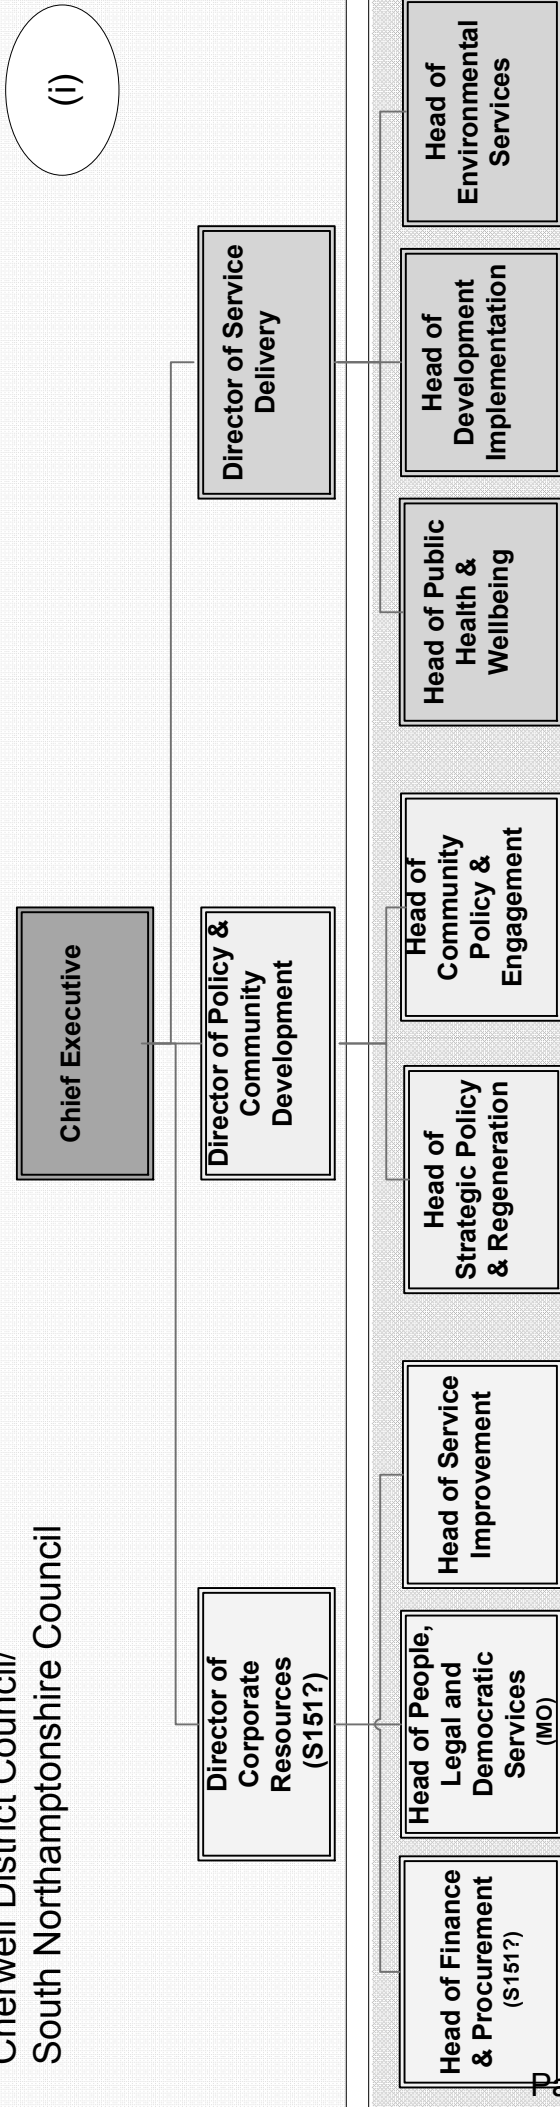 Cherwell District Council/
South Northamptonshire Council
(i)
Chief Executive
Director of
Corporate
Resources
(S151?)
Director of Policy &
Community
Development
Director of Service
Delivery
Head of Finance
& Procurement
(S151?)
Head of People,
Legal and
Democratic
Services
(MO)
Head of Service
Improvement
Head of
Strategic Policy
& Regeneration
Head of
Community
Policy &
Engagement
Head of Public
Health &
Wellbeing
Head of
Development
Implementation
Head of
Environmental
Services